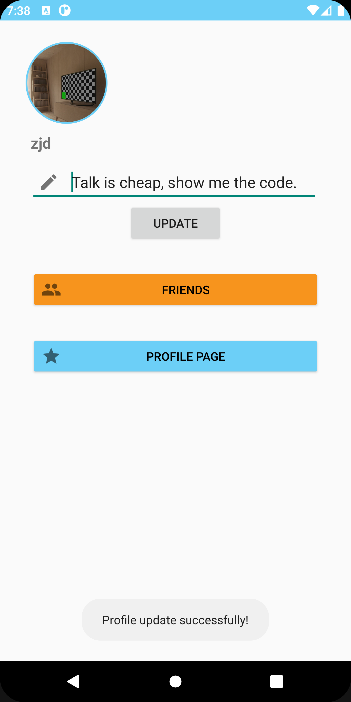 7:38
zjd
Talk is cheap, show me the code.
UPDATE
FRIENDS
PROFILE PAGE
Profile update successfully!